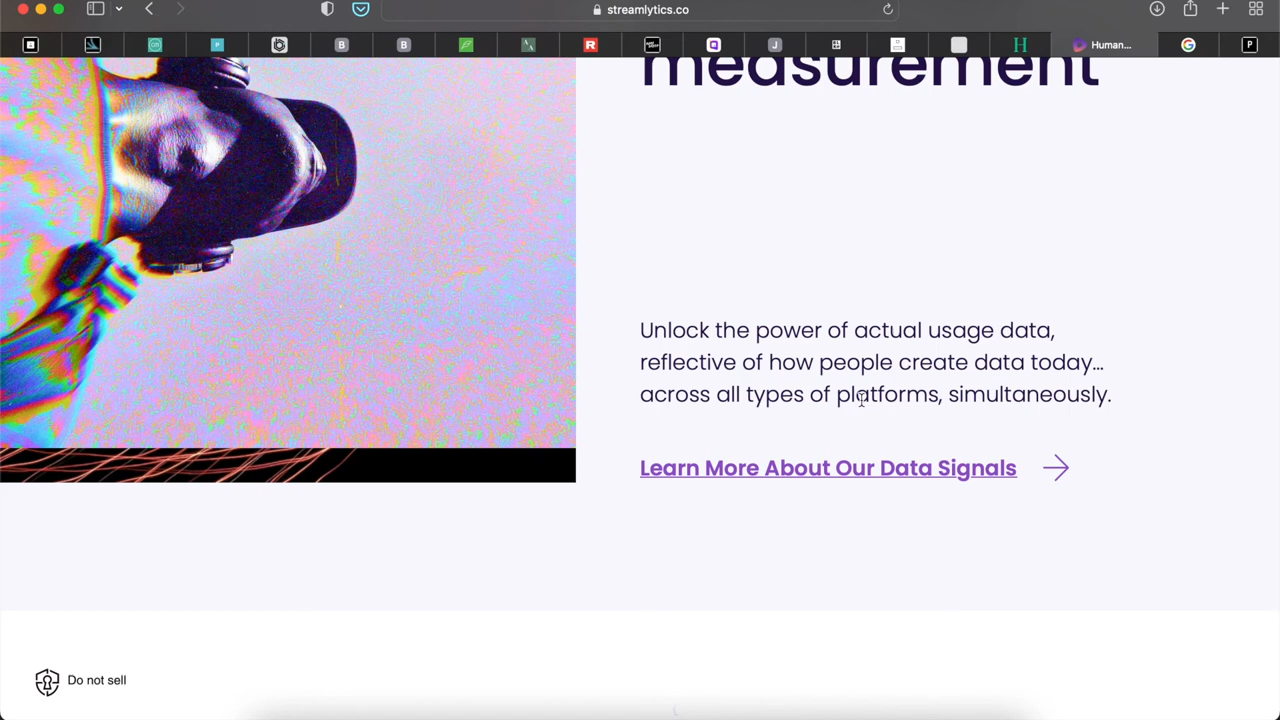 streamlytics.co
Human...
measurement
Unlock the power of actual usage data,
reflective of how people create data today...
across all types of platforms, simultaneously.
Learn More About Our Data Signals
Do not sell